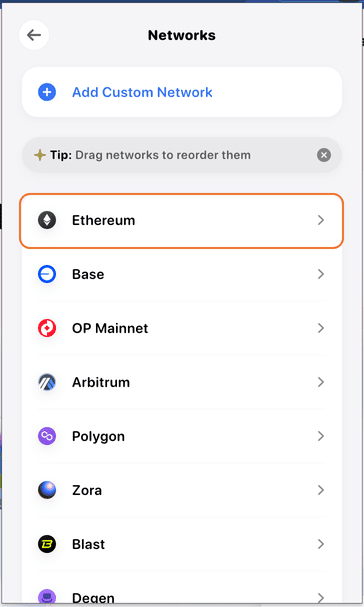 Networks
Add Custom Network
Tip: Drag networks to reorder them
Ethereum
Base
OP Mainnet
Arbitrum
Polygon
Zora
Blast
Degen